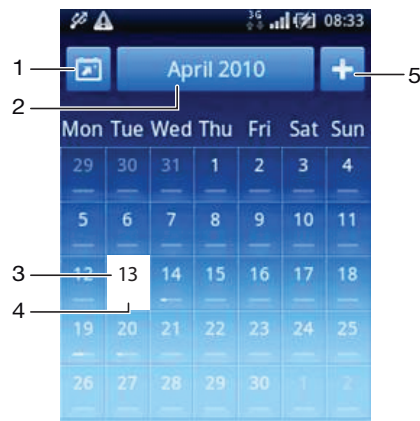 3G 08:33
1 April 2010 5
2
Mon Tue Wed Thu Fri Sat Sun
29 30 31 1 2 3 4
5 6 7 8 9 10 11
3 12 13 14 15 16 17 18
4
19 20 21 22 23 24 25
26 27 28 29 30 1 2